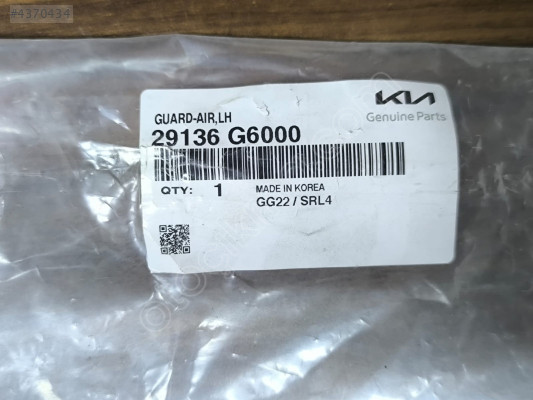 #4370434
GUARD-AIR,LH
KIA
Genuine Parts
29136 G6000
QTY: 1
MADE IN KOREA
GG22 / SRL4